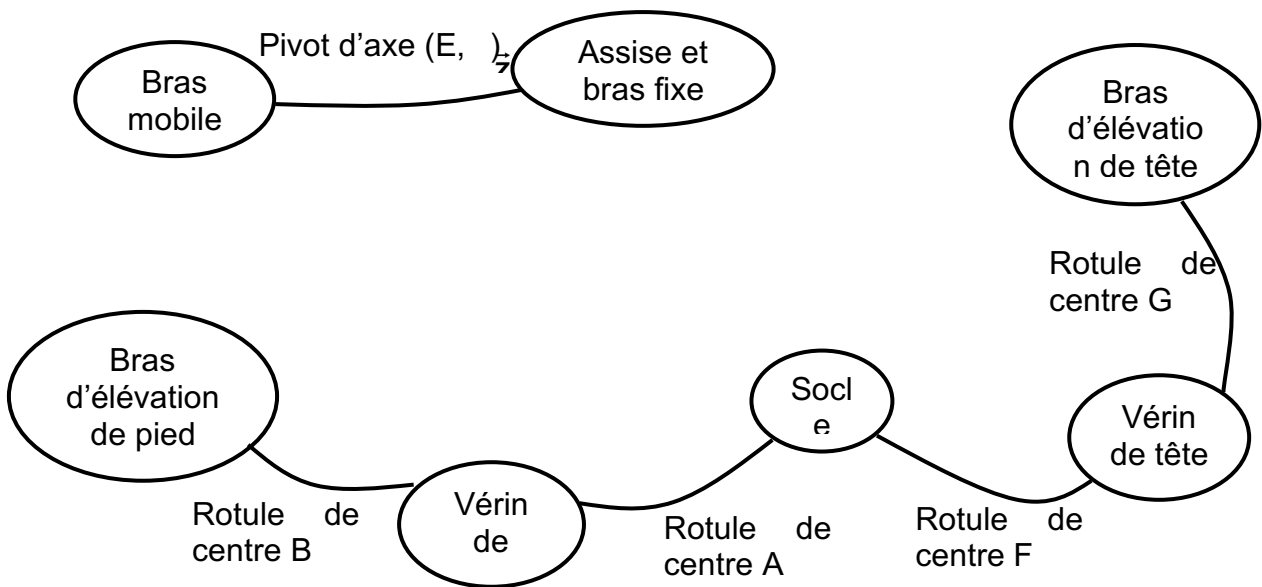 Pivot d'axe (E, )
Bras
mobile
Assise et
bras fixe
Bras
d'élévatio
n de tête
Rotule de
centre G
Bras
d'élévation
de pied
Socl
e
Vérin
de tête
Vérin
de
Rotule de
centre B
Rotule de
centre A
Rotule de
centre F